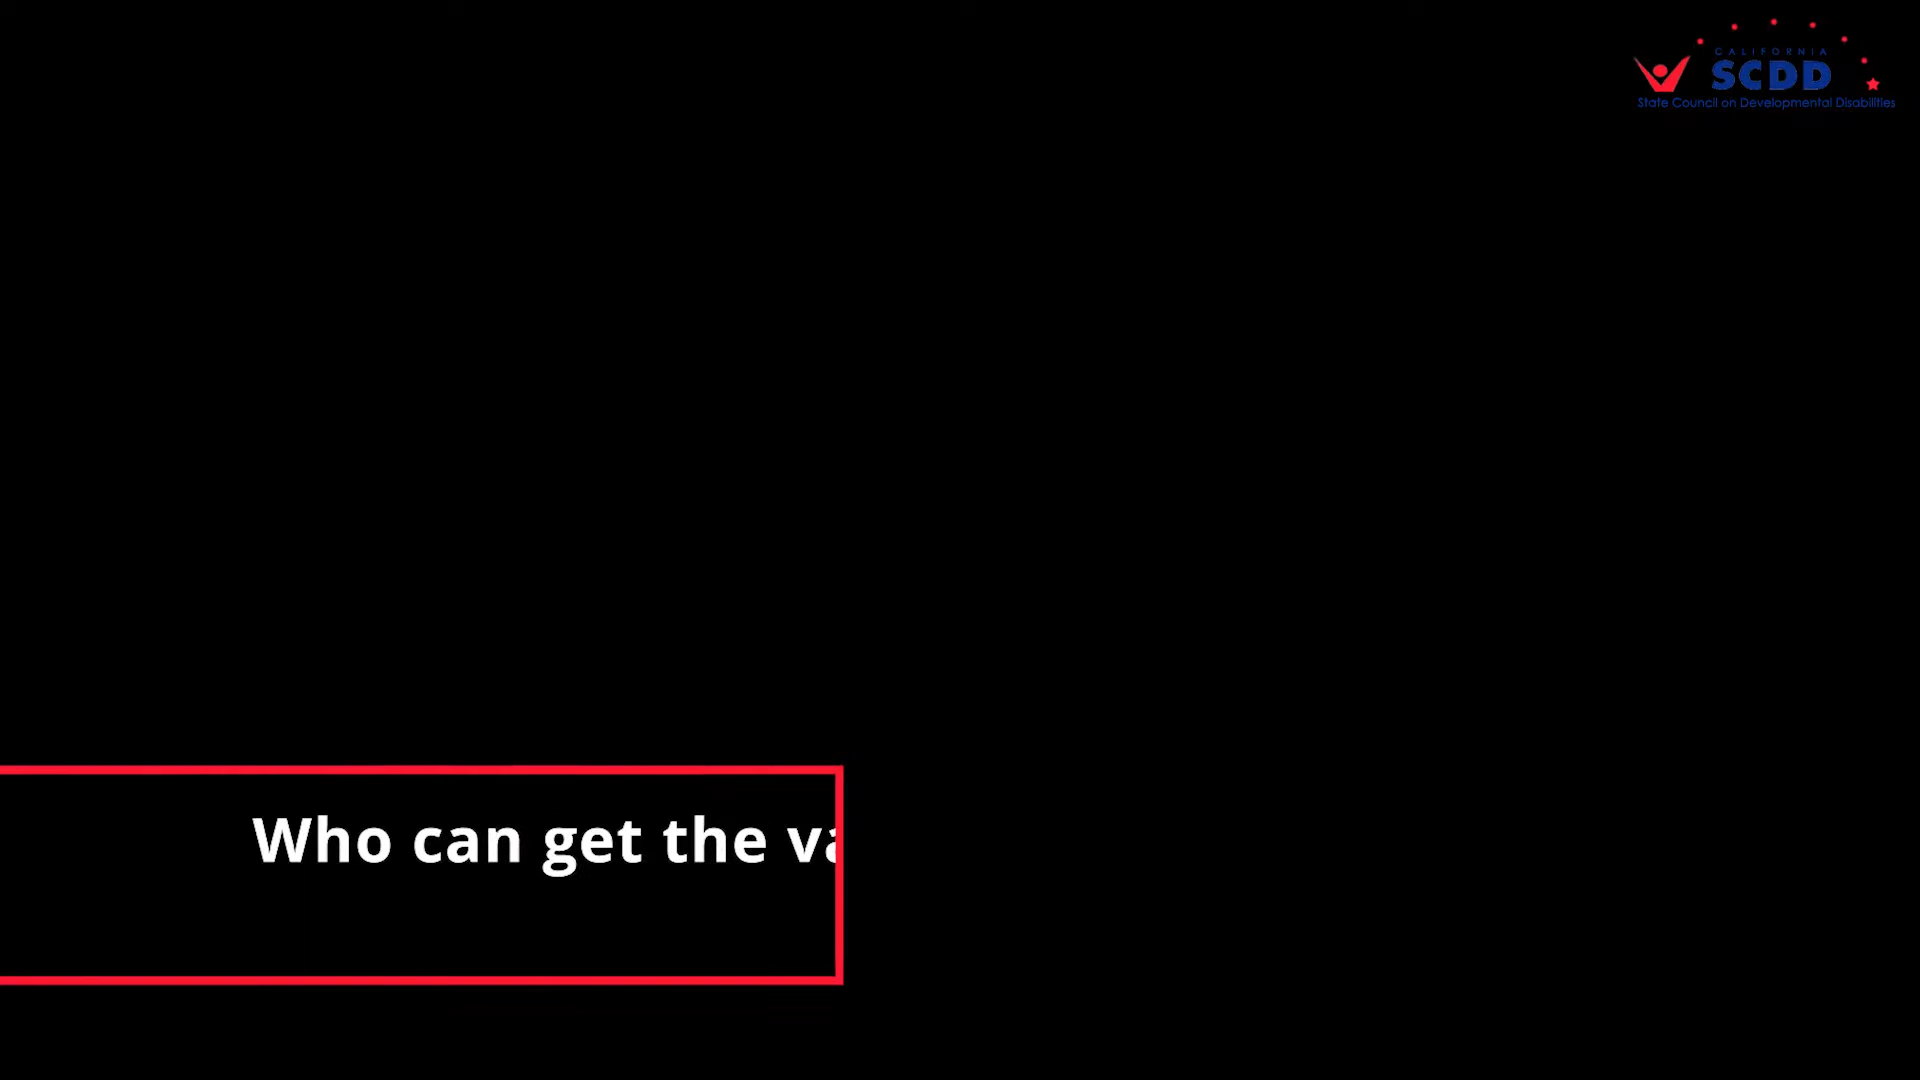 CALIFORNIA
SCDD
State Council on Developmental Disabilities
Who can get the